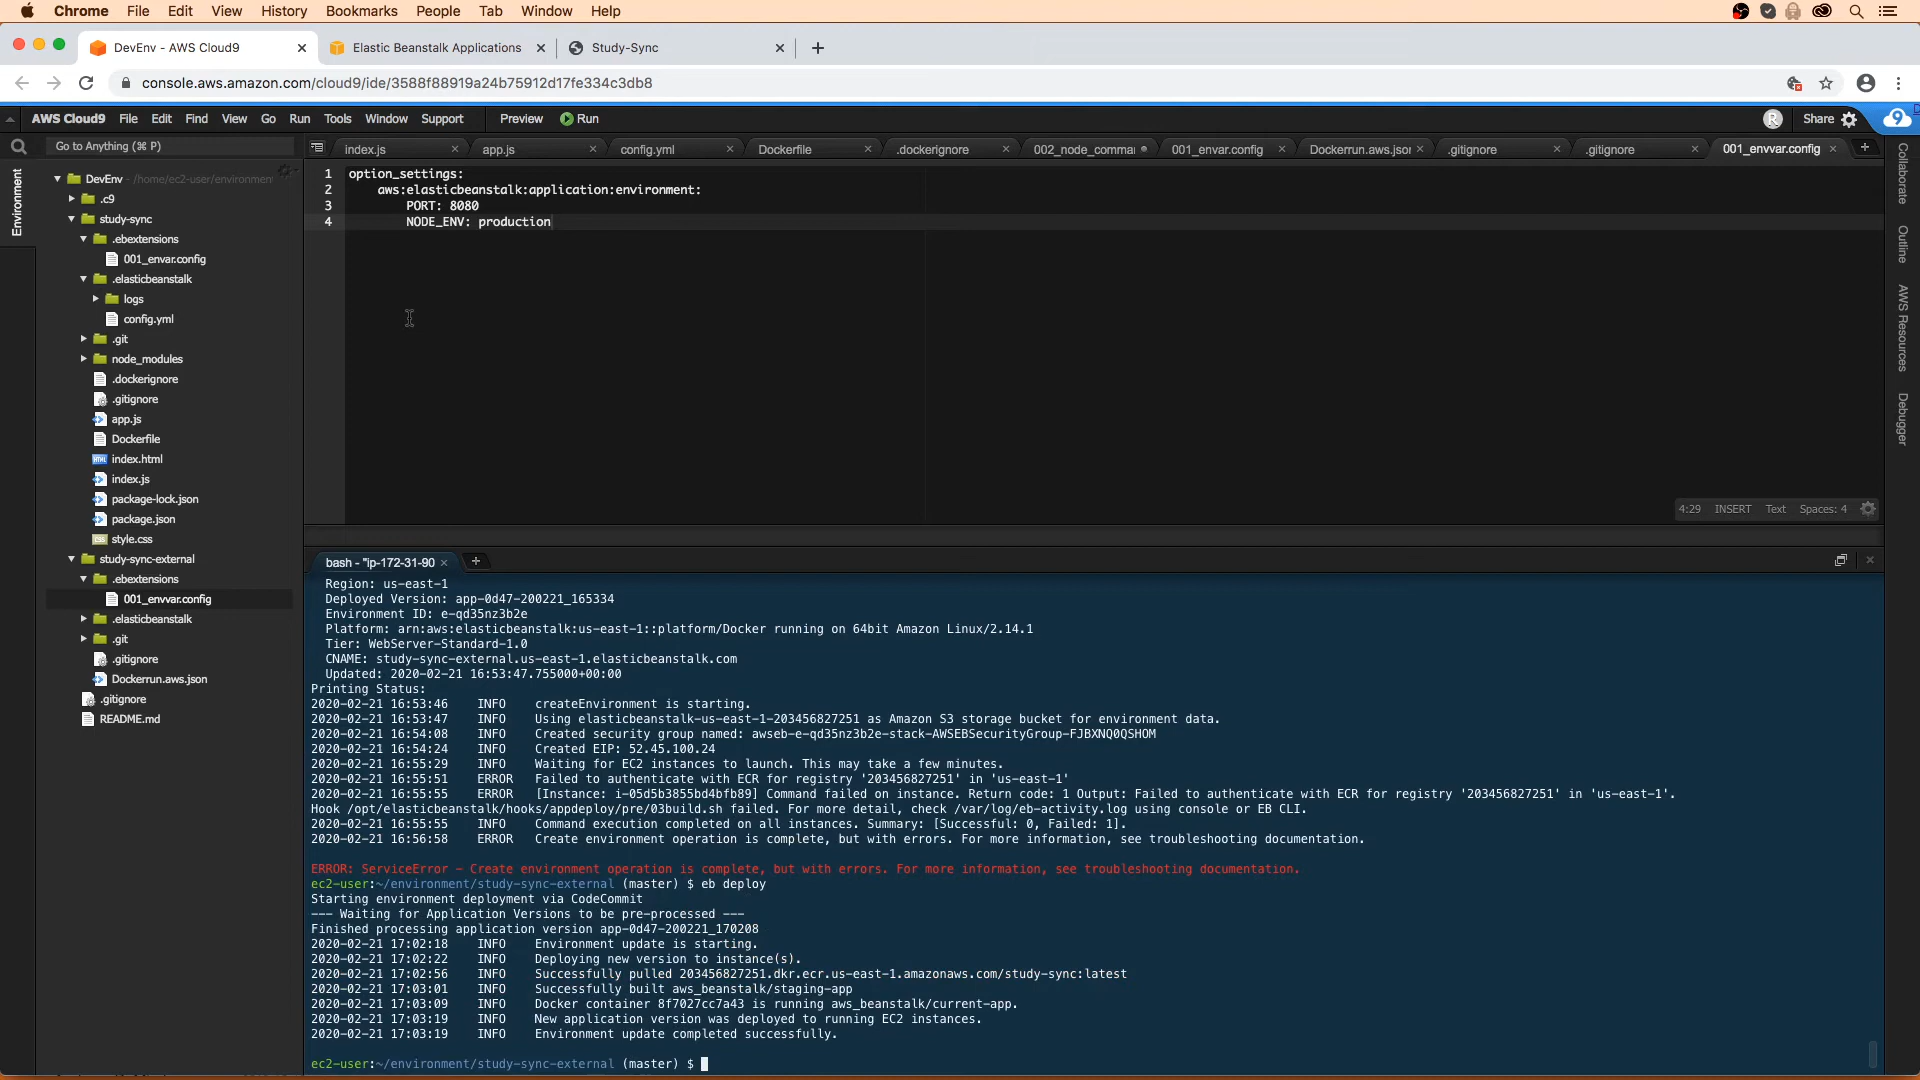 Chrome File Edit View History Bookmarks People Tab Window Help
DevEnv - AWS Cloud9
Elastic Beanstalk Applications
Study-Sync
console.aws.amazon.com/cloud9/ide/3588f88919a24b75912d17fe334c3db8
AWS Cloud9 File Edit Find View Go Run Tools Window Support Preview Run
R
Share
9
Go to Anything (⌘ P)
index.js
app.js
config.yml
Dockerfile
.dockerignore
002_node_comma
001_envar.config
Dockerrun.aws.json
.gitignore
.gitignore
001_envvar.config
Environment
DevEnv - /home/ec2-user/environment
.c9
study-sync
.ebextensions
001_envar.config
.elasticbeanstalk
logs
config.yml
.git
node_modules
.dockerignore
.gitignore
app.js
Dockerfile
index.html
index.js
package-lock.json
package.json
style.css
study-sync-external
.ebextensions
001_envvar.config
.elasticbeanstalk
.git
.gitignore
Dockerrun.aws.json
.gitignore
README.md
1 option_settings:
2 aws:elasticbeanstalk:application:environment:
3 PORT: 8080
4 NODE_ENV: production
4:29 INSERT Text Spaces: 4
Collaborate
Outline
AWS Resources
Debugger
bash - "ip-172-31-90
Region: us-east-1
Deployed Version: app-0d47-200221_165334
Environment ID: e-qd35nz3b2e
Platform: arn:aws:elasticbeanstalk:us-east-1::platform/Docker running on 64bit Amazon Linux/2.14.1
Tier: WebServer-Standard-1.0
CNAME: study-sync-external.us-east-1.elasticbeanstalk.com
Updated: 2020-02-21 16:53:47.755000+00:00
Printing Status:
2020-02-21 16:53:46 INFO createEnvironment is starting.
2020-02-21 16:53:47 INFO Using elasticbeanstalk-us-east-1-203456827251 as Amazon S3 storage bucket for environment data.
2020-02-21 16:54:08 INFO Created security group named: awseb-e-qd35nz3b2e-stack-AWSEBSecurityGroup-FJBXNQ0QSHOM
2020-02-21 16:54:24 INFO Created EIP: 52.45.100.24
2020-02-21 16:55:29 INFO Waiting for EC2 instances to launch. This may take a few minutes.
2020-02-21 16:55:51 ERROR Failed to authenticate with ECR for registry '203456827251' in 'us-east-1'
2020-02-21 16:55:55 ERROR [Instance: i-05d5b3855bd4bfb89] Command failed on instance. Return code: 1 Output: Failed to authenticate with ECR for registry '203456827251' in 'us-east-1'.
Hook /opt/elasticbeanstalk/hooks/appdeploy/pre/03build.sh failed. For more detail, check /var/log/eb-activity.log using console or EB CLI.
2020-02-21 16:55:55 INFO Command execution completed on all instances. Summary: [Successful: 0, Failed: 1].
2020-02-21 16:56:58 ERROR Create environment operation is complete, but with errors. For more information, see troubleshooting documentation.
ERROR: ServiceError - Create environment operation is complete, but with errors. For more information, see troubleshooting documentation.
ec2-user:~/environment/study-sync-external (master) $ eb deploy
Starting environment deployment via CodeCommit
--- Waiting for Application Versions to be pre-processed ---
Finished processing application version app-0d47-200221_170208
2020-02-21 17:02:18 INFO Environment update is starting.
2020-02-21 17:02:22 INFO Deploying new version to instance(s).
2020-02-21 17:02:56 INFO Successfully pulled 203456827251.dkr.ecr.us-east-1.amazonaws.com/study-sync:latest
2020-02-21 17:03:01 INFO Successfully built aws_beanstalk/staging-app
2020-02-21 17:03:09 INFO Docker container 8f7027cc7a43 is running aws_beanstalk/current-app.
2020-02-21 17:03:19 INFO New application version was deployed to running EC2 instances.
2020-02-21 17:03:19 INFO Environment update completed successfully.
ec2-user:~/environment/study-sync-external (master) $